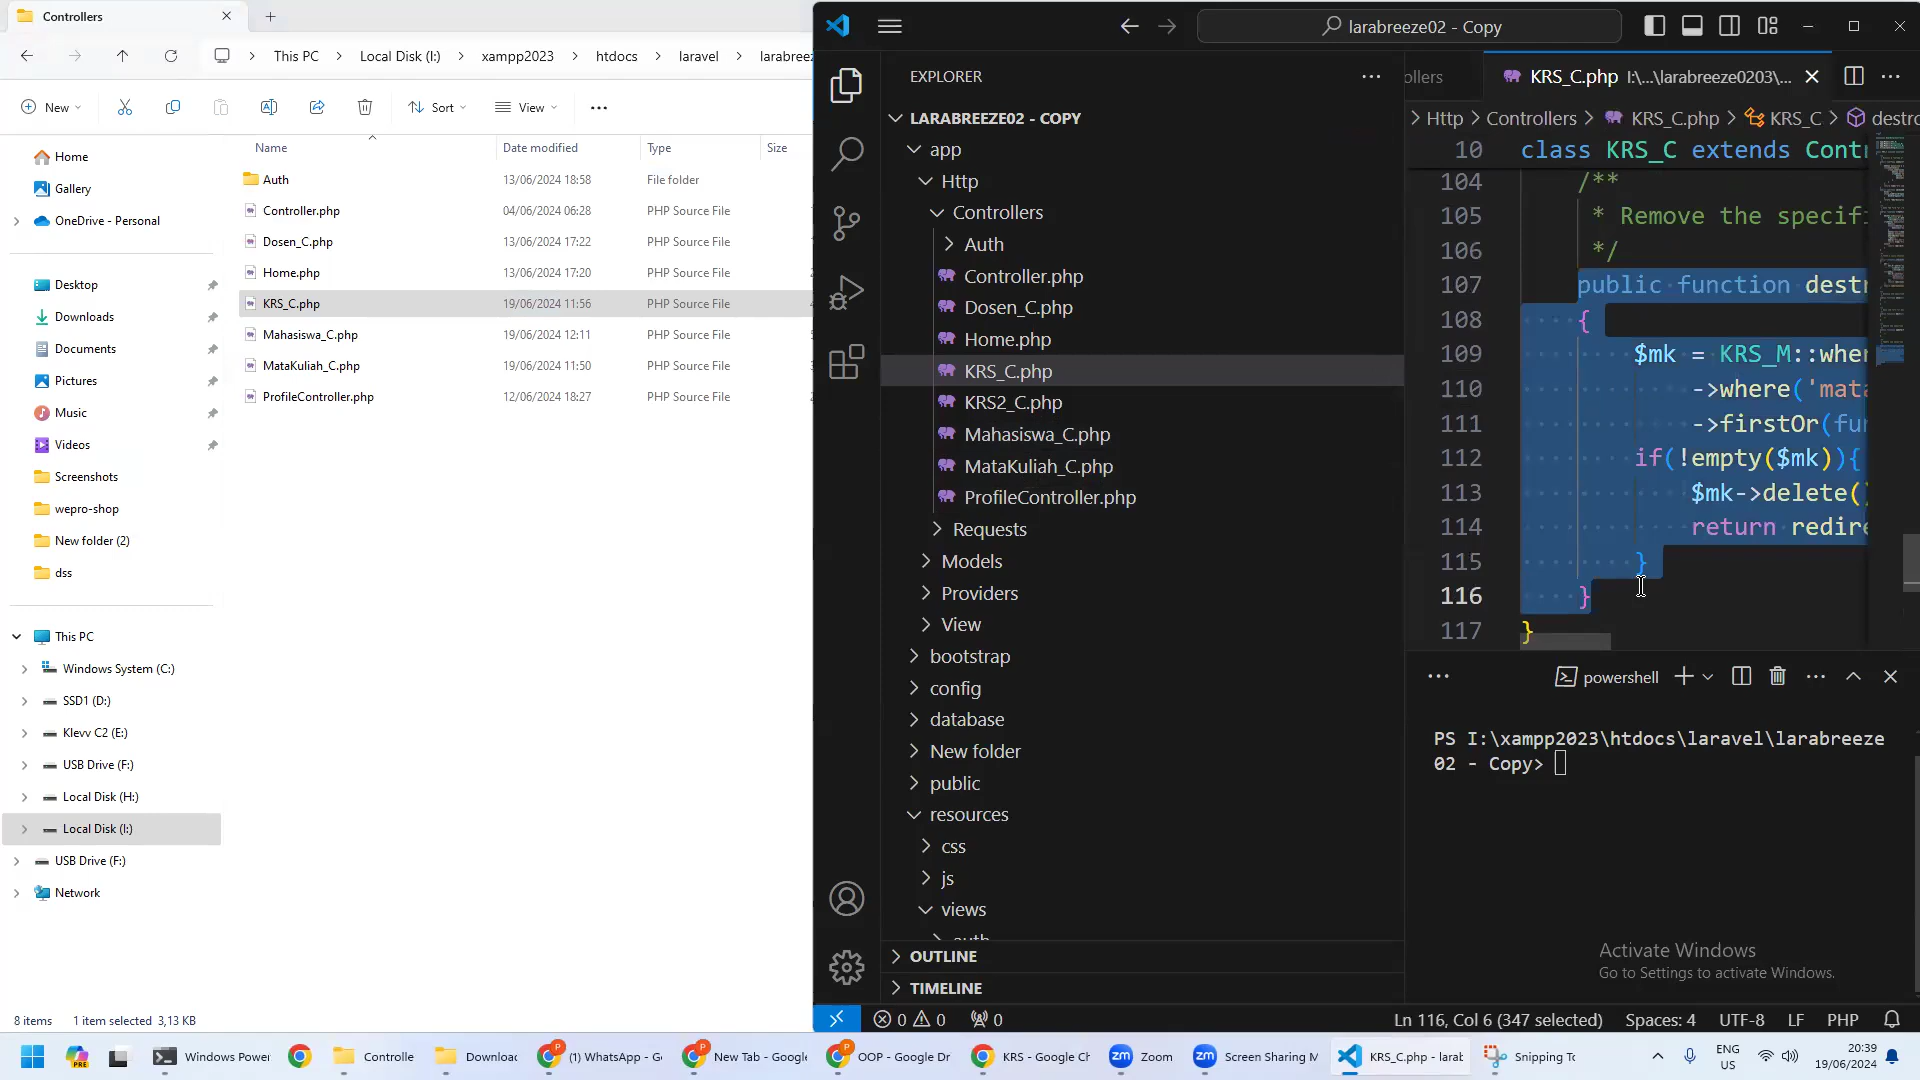 Controllers
This PC > Local Disk (I:) > xampp2023 > htdocs > laravel >
New
Sort
View
Name Date modified Type Size
Home
Gallery
OneDrive - Personal
Desktop
Downloads
Documents
Pictures
Music
Videos
Screenshots
wepro-shop
New folder (2)
dss
This PC
Windows System (C:)
SSD1 (D:)
Klevv C2 (E:)
USB Drive (F:)
Local Disk (H:)
Local Disk (I:)
USB Drive (F:)
Network
Auth 13/06/2024 18:58 File folder
Controller.php 04/06/2024 06:28 PHP Source File
Dosen_C.php 13/06/2024 17:22 PHP Source File
Home.php 13/06/2024 17:20 PHP Source File
KRS_C.php 19/06/2024 11:56 PHP Source File
Mahasiswa_C.php 19/06/2024 12:11 PHP Source File
MataKuliah_C.php 19/06/2024 11:50 PHP Source File
ProfileController.php 12/06/2024 18:27 PHP Source File
8 items 1 item selected 3,13 KB
larabreeze02 - Copy
EXPLORER
LARABREEZE02 - COPY
app
Http
Controllers
Auth
Controller.php
Dosen_C.php
Home.php
KRS_C.php
KRS2_C.php
Mahasiswa_C.php
MataKuliah_C.php
ProfileController.php
Requests
Models
Providers
View
bootstrap
config
database
New folder
public
resources
css
js
views
OUTLINE
TIMELINE
KRS_C.php I:\...\larabreeze0203\...
> Http > Controllers > KRS_C.php > KRS_C >
10 class KRS_C extends
104 /**
105 * Remove the
106 */
107 public function
108 {
109 $mk = KRS_M::
110 ->where(
111 ->firstOr(
112 if(!empty($mk)){
113 $mk->delete(
114 return
115 }
116 }
117 }
powershell
PS I:\xampp2023\htdocs\laravel\larabreeze
02 - Copy>
Activate Windows
Go to Settings to activate Windows.
0 0 0
Ln 116, Col 6 (347 selected) Spaces: 4 UTF-8 LF PHP
Windows Power
PRE
(1) WhatsApp -
New Tab - Google
OOP - Google
KRS - Google
Zoom
zm
Screen Sharing
zm
KRS_C.php -
Snipping
ENG
US
20:39
19/06/2024